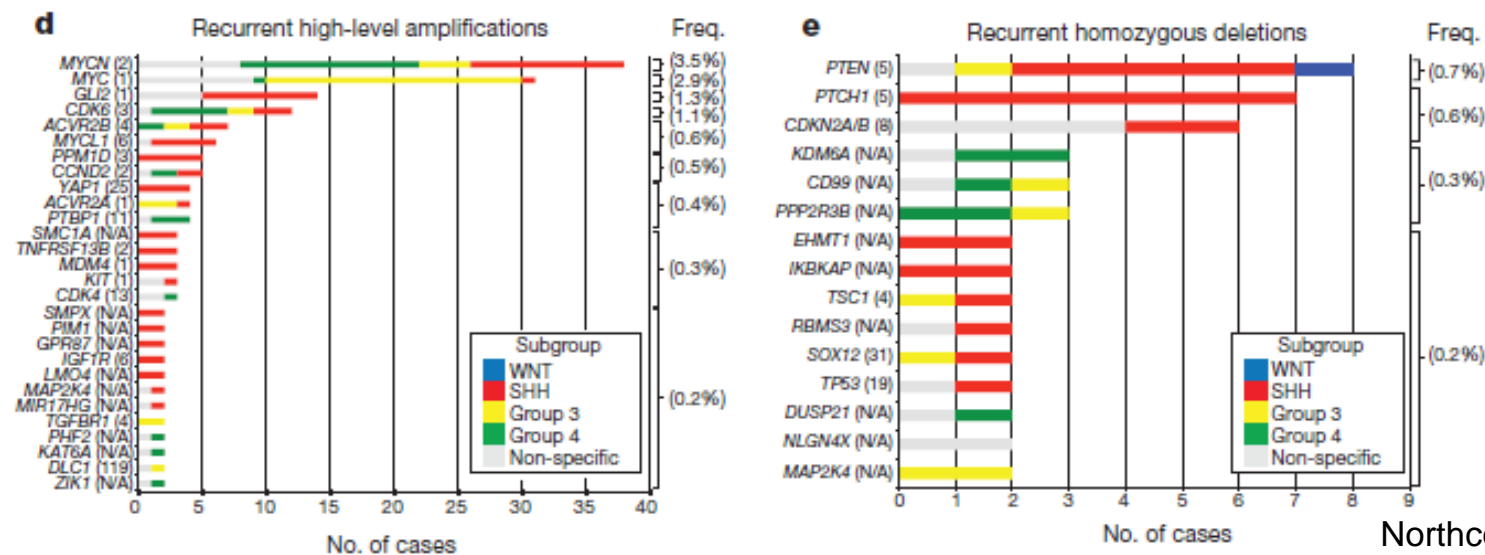 d
Recurrent high-level amplifications
Freq.
MYCN (2)
MYC (1)
GLI2 (1)
CDK6 (3)
ACVR2B (4)
MYCL1 (6)
PPM1D (3)
CCND2 (2)
YAP1 (25)
ACVR2A (1)
PTBP1 (11)
SMC1A (N/A)
TNFRSF13B (2)
MDM4 (1)
KIT (1)
CDK4 (13)
SMPX (N/A)
PIM1 (N/A)
GPR87 (N/A)
IGF1R (6)
LMO4 (N/A)
MAP2K4 (N/A)
MIR17HG (N/A)
TGFBR1 (4)
PHF2 (N/A)
KAT6A (N/A)
DLC1 (119)
ZIK1 (N/A)
(3.5%)
(2.9%)
(1.3%)
(1.1%)
(0.6%)
(0.5%)
(0.4%)
(0.3%)
(0.2%)
Subgroup
WNT
SHH
Group 3
Group 4
Non-specific
0 5 10 15 20 25 30 35 40
No. of cases
e
Recurrent homozygous deletions
Freq.
PTEN (5)
PTCH1 (5)
CDKN2A/B (8)
KDM6A (N/A)
CD99 (N/A)
PPP2R3B (N/A)
EHMT1 (N/A)
IKBKAP (N/A)
TSC1 (4)
RBMS3 (N/A)
SOX12 (31)
TP53 (19)
DUSP21 (N/A)
NLGN4X (N/A)
MAP2K4 (N/A)
(0.7%)
(0.6%)
(0.3%)
(0.2%)
Subgroup
WNT
SHH
Group 3
Group 4
Non-specific
0 1 2 3 4 5 6 7 8 9
No. of cases